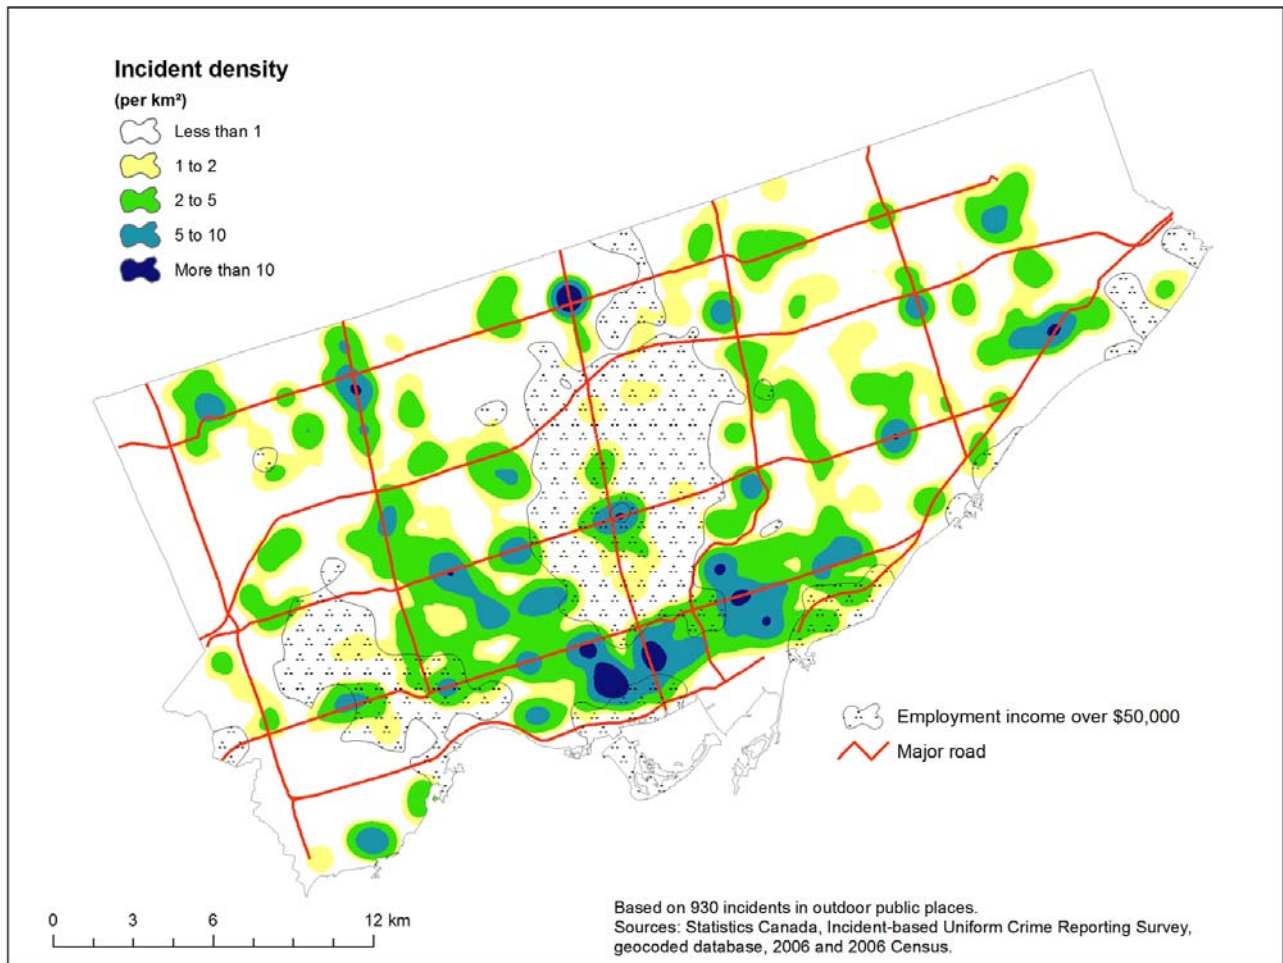 Incident density
(per km²)
Less than 1
1 to 2
2 to 5
5 to 10
More than 10
Employment income over $50,000
Major road
0 3 6 12 km
Based on 930 incidents in outdoor public places.
Sources: Statistics Canada, Incident-based Uniform Crime Reporting Survey,
geocoded database, 2006 and 2006 Census.